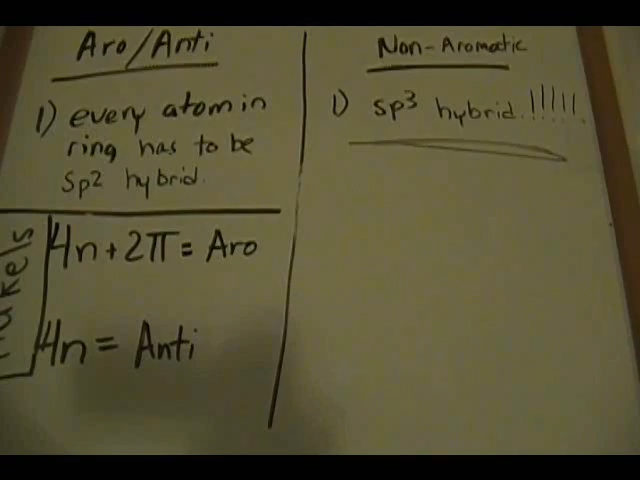 Aro/Anti
1) every atom in
ring has to be
sp2 hybrid.
4n+2π = Aro
4n = Anti
Non-Aromatic
1) sp3 hybrid.!!!!!